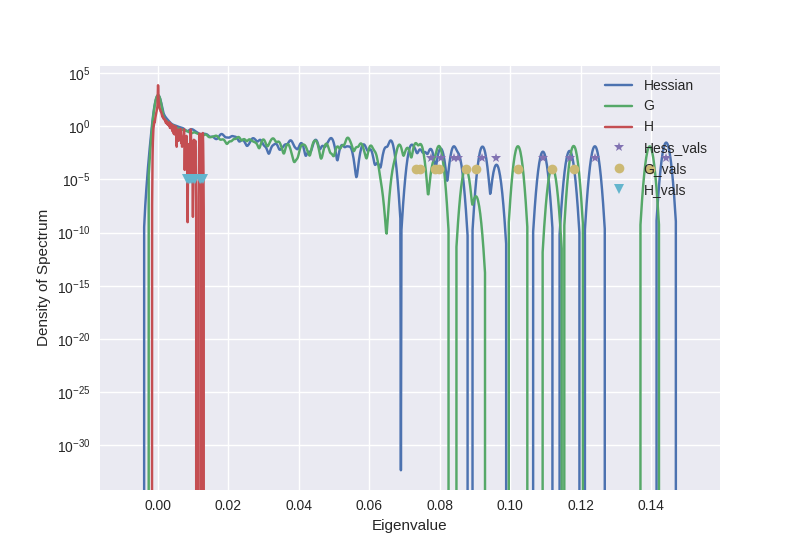 10^5
10^0
10^−5
10^−10
10^−15
10^−20
10^−25
10^−30
Density of Spectrum
Hessian
G
H
Hess_vals
G_vals
H_vals
0.00 0.02 0.04 0.06 0.08 0.10 0.12 0.14
Eigenvalue